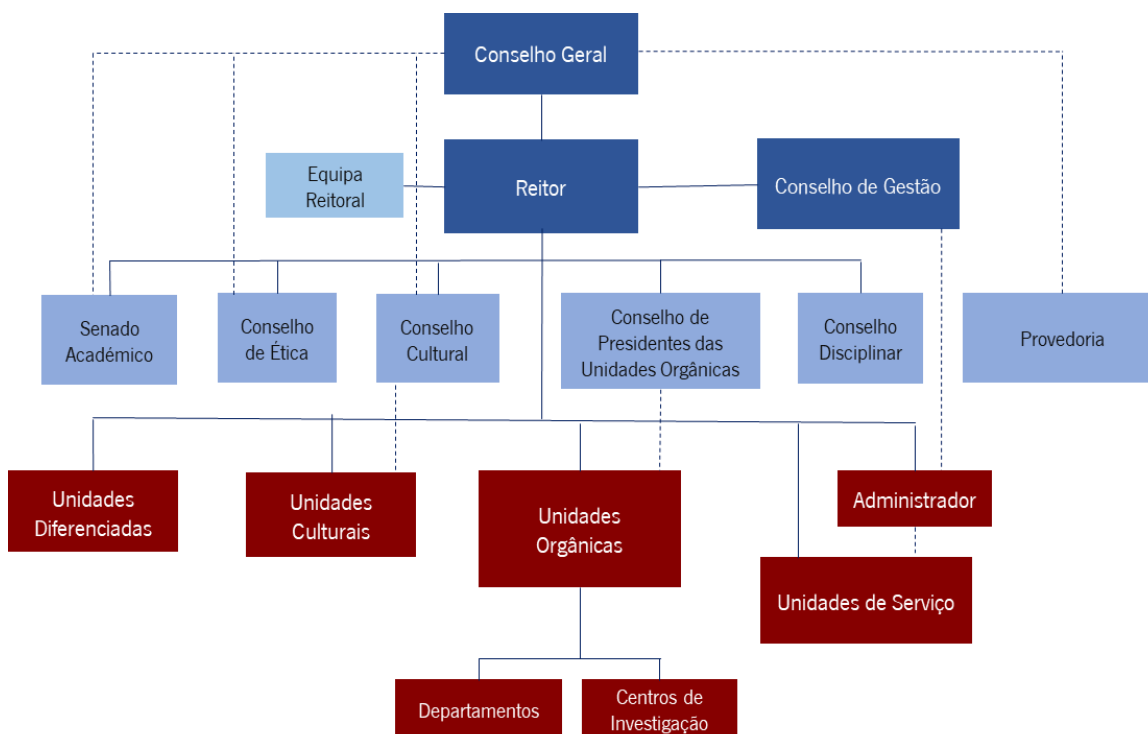 Conselho Geral
Equipa
Reitoral
Reitor
Conselho de Gestão
Senado
Académico
Conselho
de Ética
Conselho
Cultural
Conselho de
Presidentes das
Unidades Orgânicas
Conselho
Disciplinar
Provedoria
Unidades
Diferenciadas
Unidades
Culturais
Unidades
Orgânicas
Administrador
Unidades de Serviço
Departamentos
Centros de
Investigação